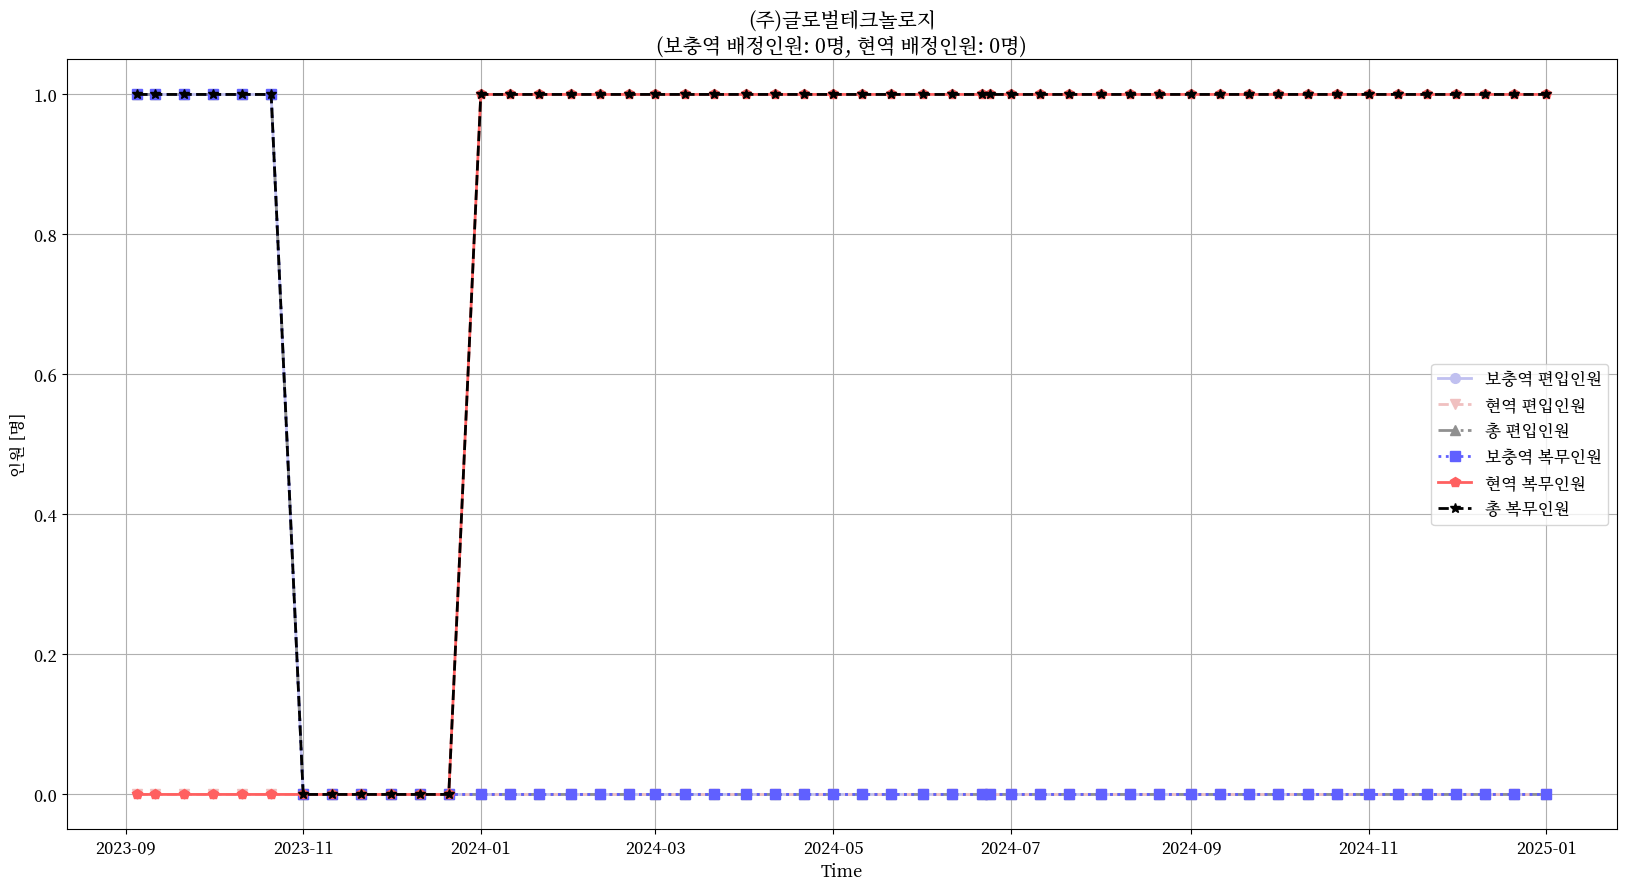 (주)글로벌테크놀로지
(보충역 배정인원: 0명, 현역 배정인원: 0명)
인원 [명]
1.0
0.8
0.6
0.4
0.2
0.0
보충역 편입인원
현역 편입인원
총 편입인원
보충역 복무인원
현역 복무인원
총 복무인원
2023-09 2023-11 2024-01 2024-03 2024-05 2024-07 2024-09 2024-11 2025-01
Time